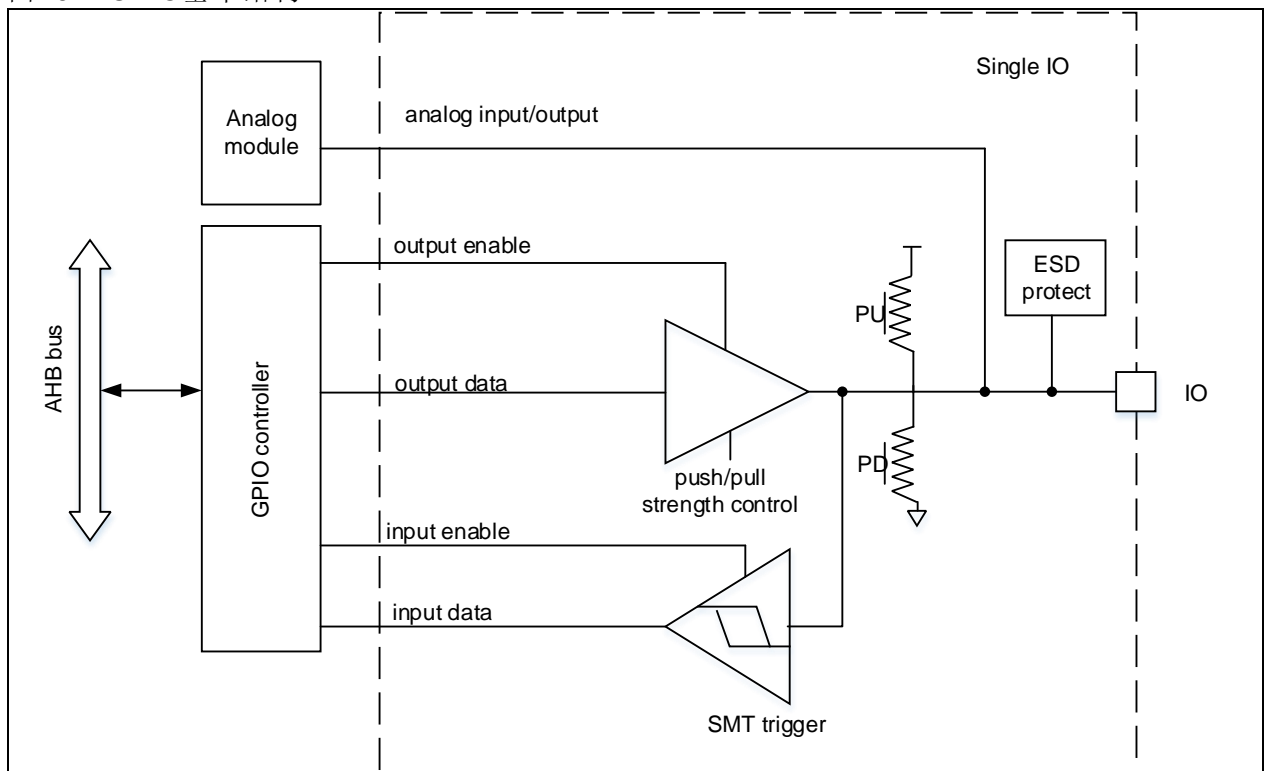 Single IO
Analog
module
analog input/output
output enable
ESD
protect
PU
AHB bus
GPIO controller
output data
IO
PD
push/pull
strength control
input enable
input data
SMT trigger